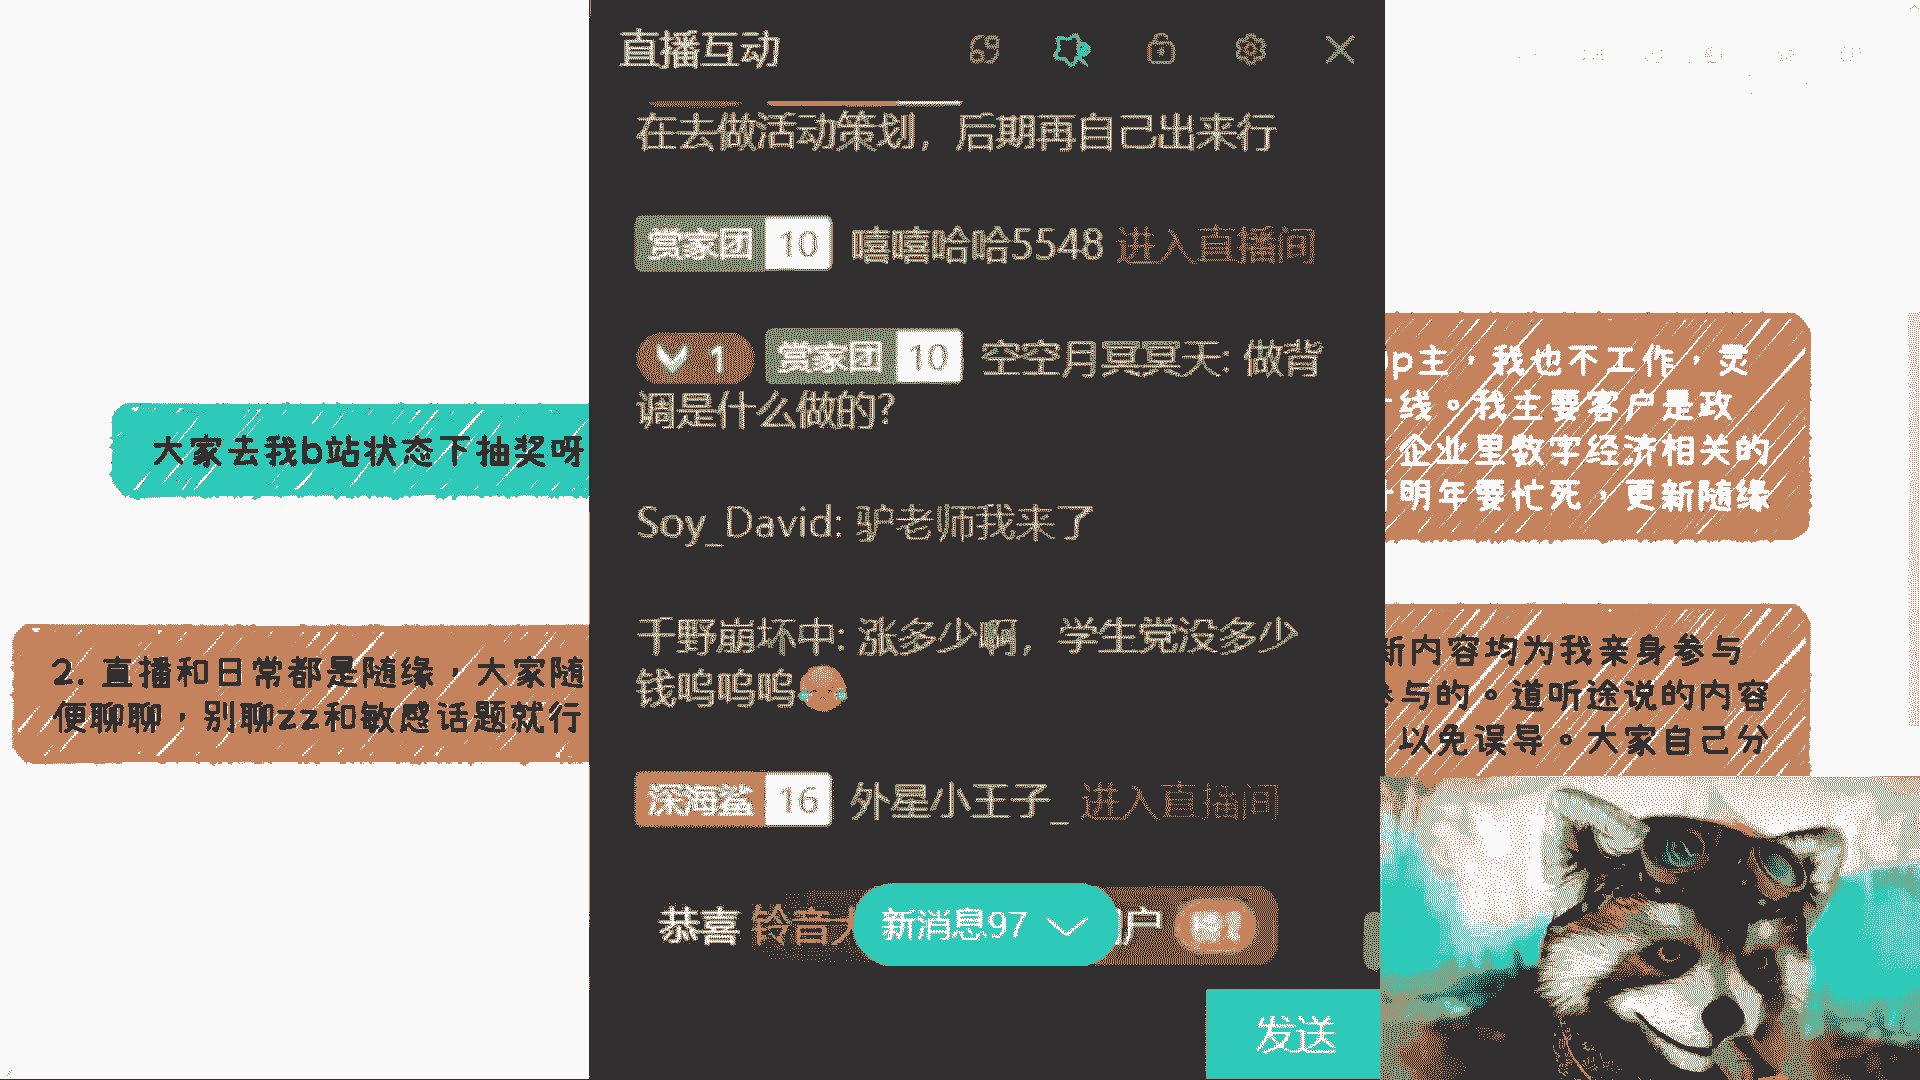 直播互动
在去做活动策划，后期再自己出来行
赏家团 10 嘻嘻哈哈5548 进入直播间
1 赏家团 10 空空月冥冥天: 做背
调是什么做的?
Soy_David: 驴老师我来了
千野崩坏中: 涨多少啊，学生党没多少
钱呜呜呜
深海鲨 16 外星小王子_ 进入直播间
恭喜 铃音
新消息97
户
发送
大家去我b站状态下抽奖呀
2. 直播和日常都是随缘，大家随
便聊聊，别聊zz和敏感话题就行
p主，我也不工作，灵
线。我主要客户是政
企业里数字经济相关的
明年要忙死，更新随缘
新内容均为我亲身参与
参与的。道听途说的内容
以免误导。大家自己分